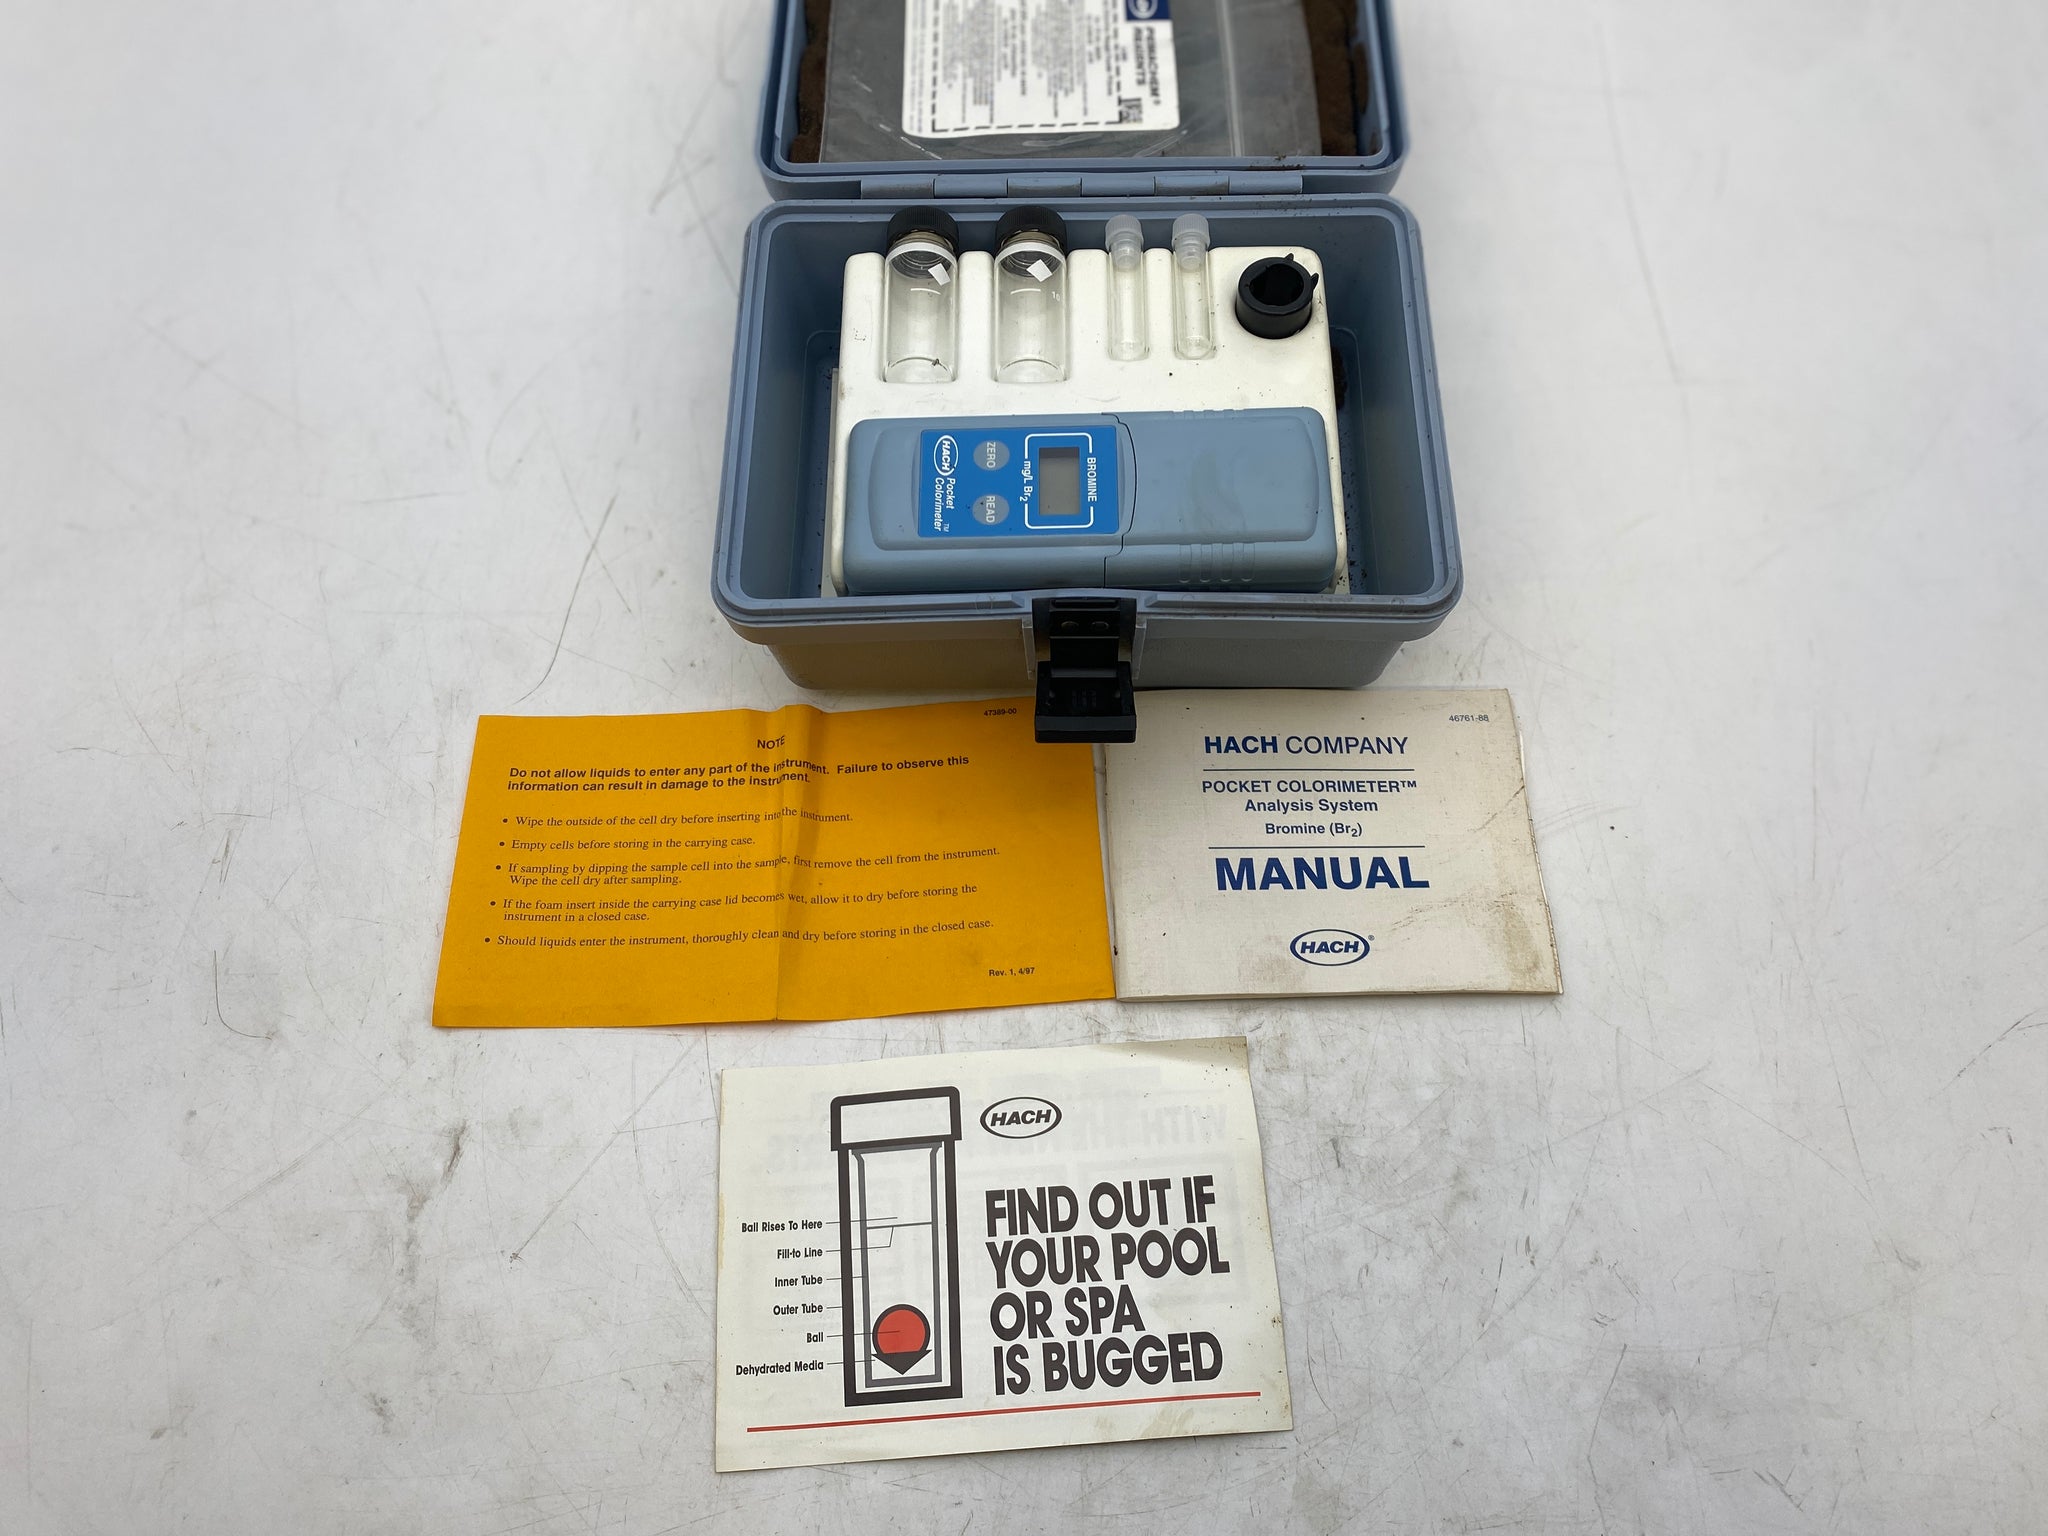 HACH
PERMACHEM®
REAGENTS
10
BROMINE
mg/L Br2
ZERO
READ
HACH
Pocket
Colorimeter™
47389-00
NOTE
Do not allow liquids to enter any part of the instrument. Failure to observe this
information can result in damage to the instrument.
• Wipe the outside of the cell dry before inserting into the instrument.
• Empty cells before storing in the carrying case.
• If sampling by dipping the sample cell into the sample, first remove the cell from the instrument.
Wipe the cell dry after sampling.
• If the foam insert inside the carrying case lid becomes wet, allow it to dry before storing the
instrument in a closed case.
• Should liquids enter the instrument, thoroughly clean and dry before storing in the closed case.
Rev. 1, 4/97
46761-88
HACH COMPANY
POCKET COLORIMETER™
Analysis System
Bromine (Br2)
MANUAL
HACH®
HACH
Ball Rises To Here
Fill-to Line
Inner Tube
Outer Tube
Ball
Dehydrated Media
FIND OUT IF
YOUR POOL
OR SPA
IS BUGGED